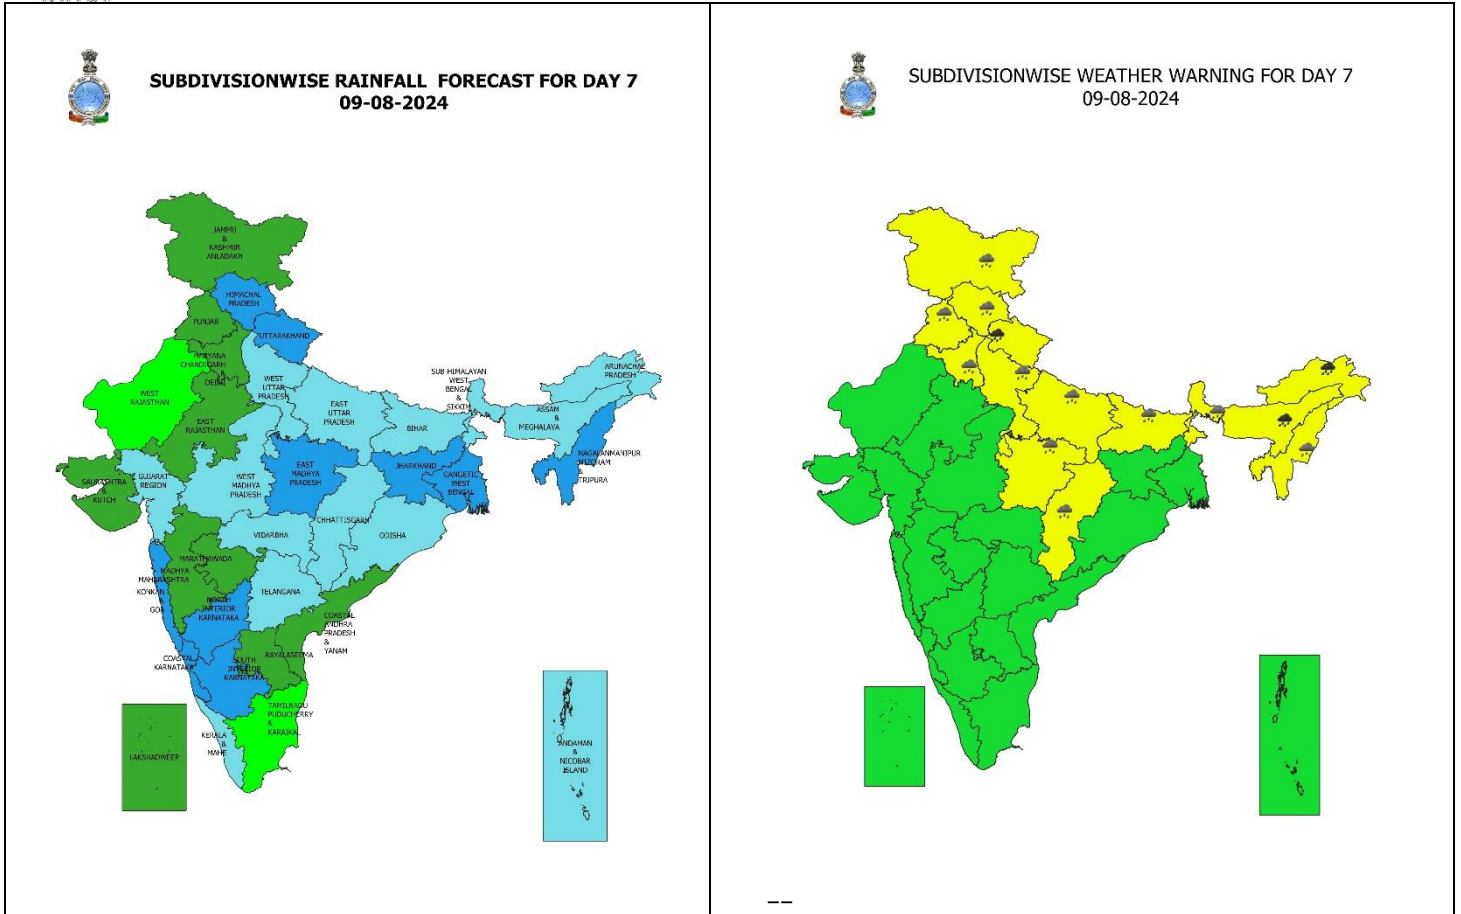 SUBDIVISIONWISE RAINFALL FORECAST FOR DAY 7
09-08-2024
JAMMU
&
KASHMIR
ANLADAKH
HIMACHAL
PRADESH
PUNJAB
UTTARAKHAND
HARYANA
CHANDIGARH
&
DELHI
WEST
RAJASTHAN
WEST
UTTAR
PRADESH
EAST
UTTAR
PRADESH
SUB-HIMALAYAN
WEST
BENGAL
&
SIKKIM
ARUNACHAL
PRADESH
ASSAM
&
MEGHALAYA
EAST
RAJASTHAN
BIHAR
NAGALANMANIPUR
MIZORAM
&
TRIPURA
SAURASHTRA
&
KUTCH
GUJARAT
REGION
WEST
MADHYA
PRADESH
EAST
MADHYA
PRADESH
JHARKHAND
GANGETIC
WEST
BENGAL
CHHATTISGARH
VIDARBHA
ODISHA
MARATHAWADA
MADHYA
MAHARASHTRA
KONKAN
&
GOA
TELANGANA
NORTH
INTERIOR
KARNATAKA
COASTAL
ANDHRA
PRADESH
&
YANAM
COASTAL
KARNATAKA
SOUTH
INTERIOR
KARNATAKA
RAYALASEEMA
TAMILNADU
PUDUCHERRY
&
KARAIKAL
KERALA
&
MAHE
LAKSHADWEEP
ANDAMAN
&
NICOBAR
ISLAND
SUBDIVISIONWISE WEATHER WARNING FOR DAY 7
09-08-2024